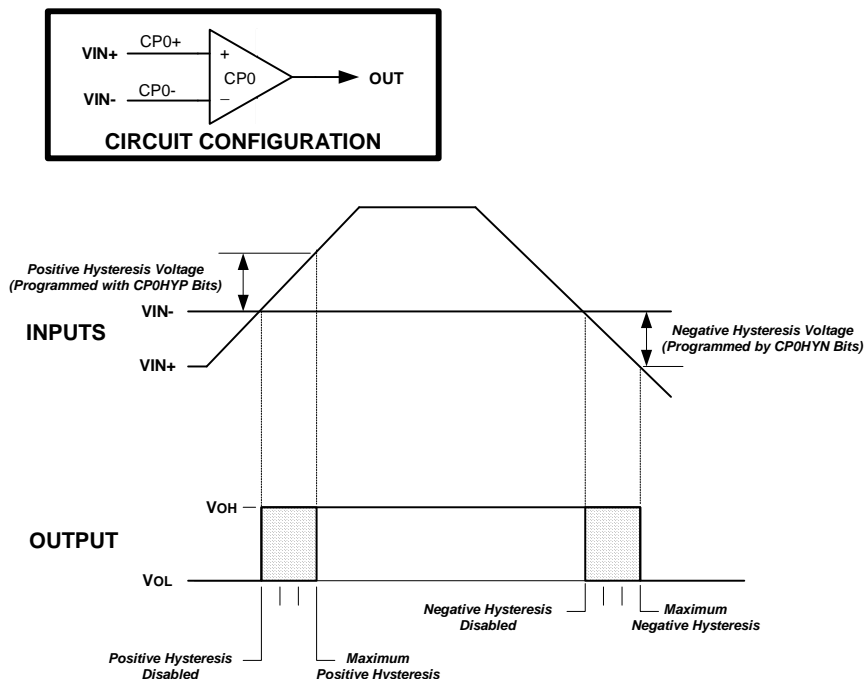 VIN+
CP0+
+
CP0
OUT
VIN-
CP0-
_
CIRCUIT CONFIGURATION
Positive Hysteresis Voltage
(Programmed with CP0HYP Bits)
VIN-
INPUTS
Negative Hysteresis Voltage
(Programmed by CP0HYN Bits)
VIN+
VOH
OUTPUT
VOL
Negative Hysteresis
Disabled
Maximum
Negative Hysteresis
Positive Hysteresis
Disabled
Maximum
Positive Hysteresis